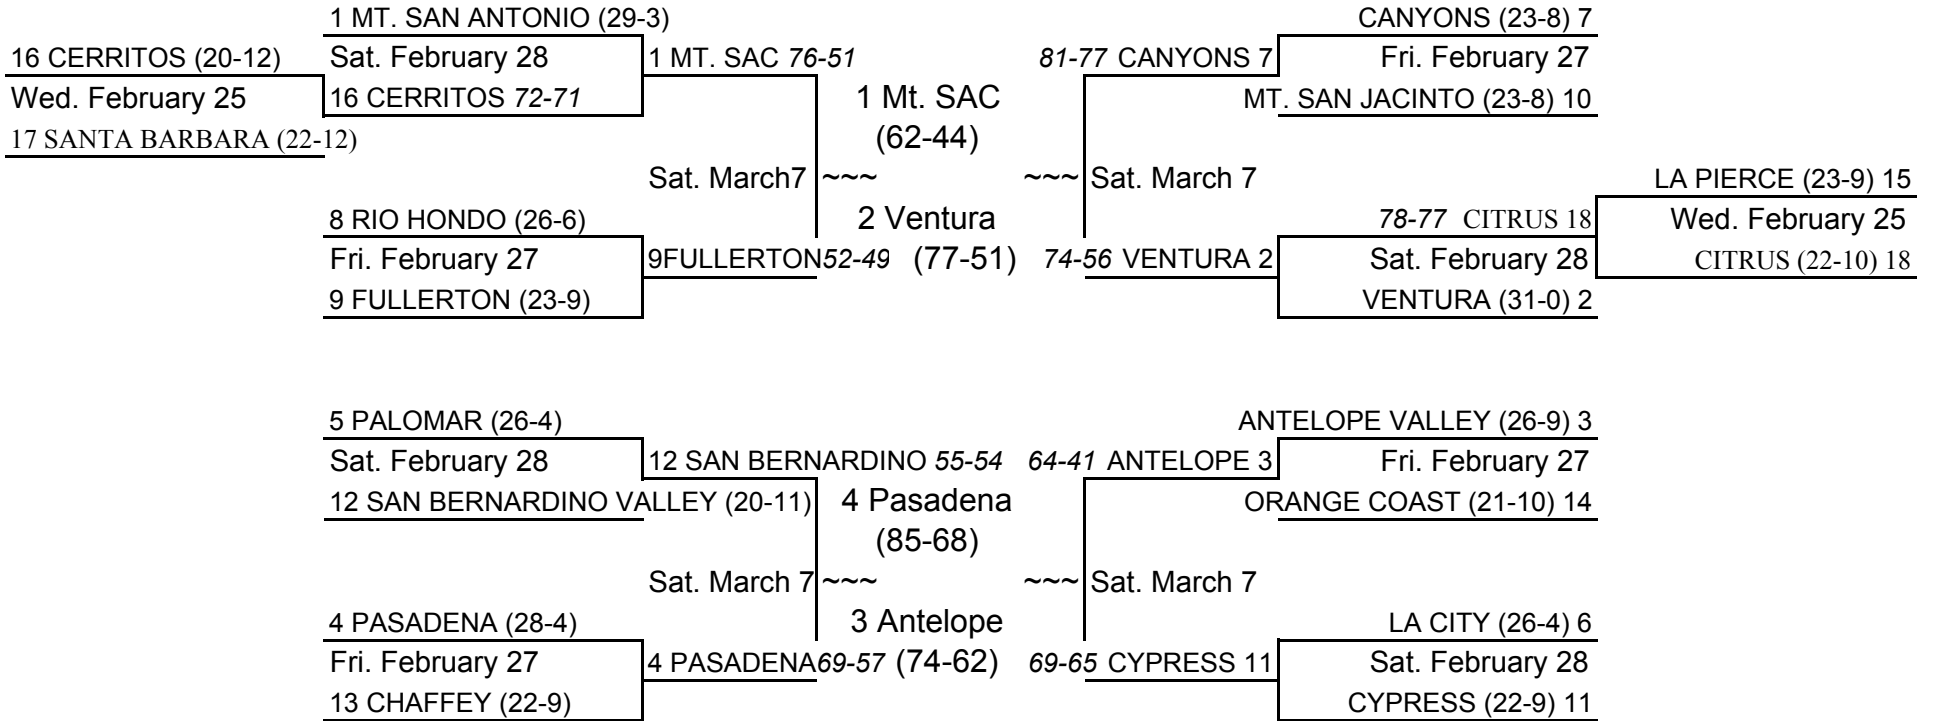 1 MT. SAN ANTONIO (29-3) CANYONS (23-8) 7
16 CERRITOS (20-12) Sat. February 28 1 MT. SAC 76-51 81-77 CANYONS 7 Fri. February 27
Wed. February 25 16 CERRITOS 72-71 1 Mt. SAC MT. SAN JACINTO (23-8) 10
17 SANTA BARBARA (22-12) (62-44)
Sat. March7 ~~~ ~~~ Sat. March 7 LA PIERCE (23-9) 15
8 RIO HONDO (26-6) 2 Ventura 78-77 CITRUS 18 Wed. February 25
Fri. February 27 9FULLERTON52-49 (77-51) 74-56 VENTURA 2 Sat. February 28 CITRUS (22-10) 18
9 FULLERTON (23-9) VENTURA (31-0) 2
5 PALOMAR (26-4) ANTELOPE VALLEY (26-9) 3
Sat. February 28 12 SAN BERNARDINO 55-54 64-41 ANTELOPE 3 Fri. February 27
12 SAN BERNARDINO VALLEY (20-11) 4 Pasadena ORANGE COAST (21-10) 14
(85-68)
Sat. March 7 ~~~ ~~~ Sat. March 7
4 PASADENA (28-4) 3 Antelope LA CITY (26-4) 6
Fri. February 27 4 PASADENA69-57 (74-62) 69-65 CYPRESS 11 Sat. February 28
13 CHAFFEY (22-9) CYPRESS (22-9) 11